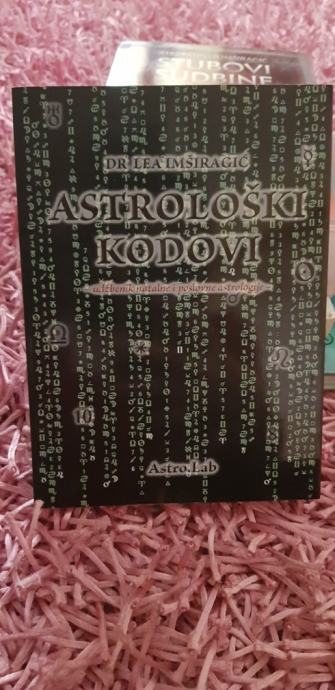 STUBOVI
SUDBINE
DR LEA IMŠIRAGIĆ
ASTROLOŠKI
KODOVI
udžbenik natalne i poslovne astrologije
Astro Lab